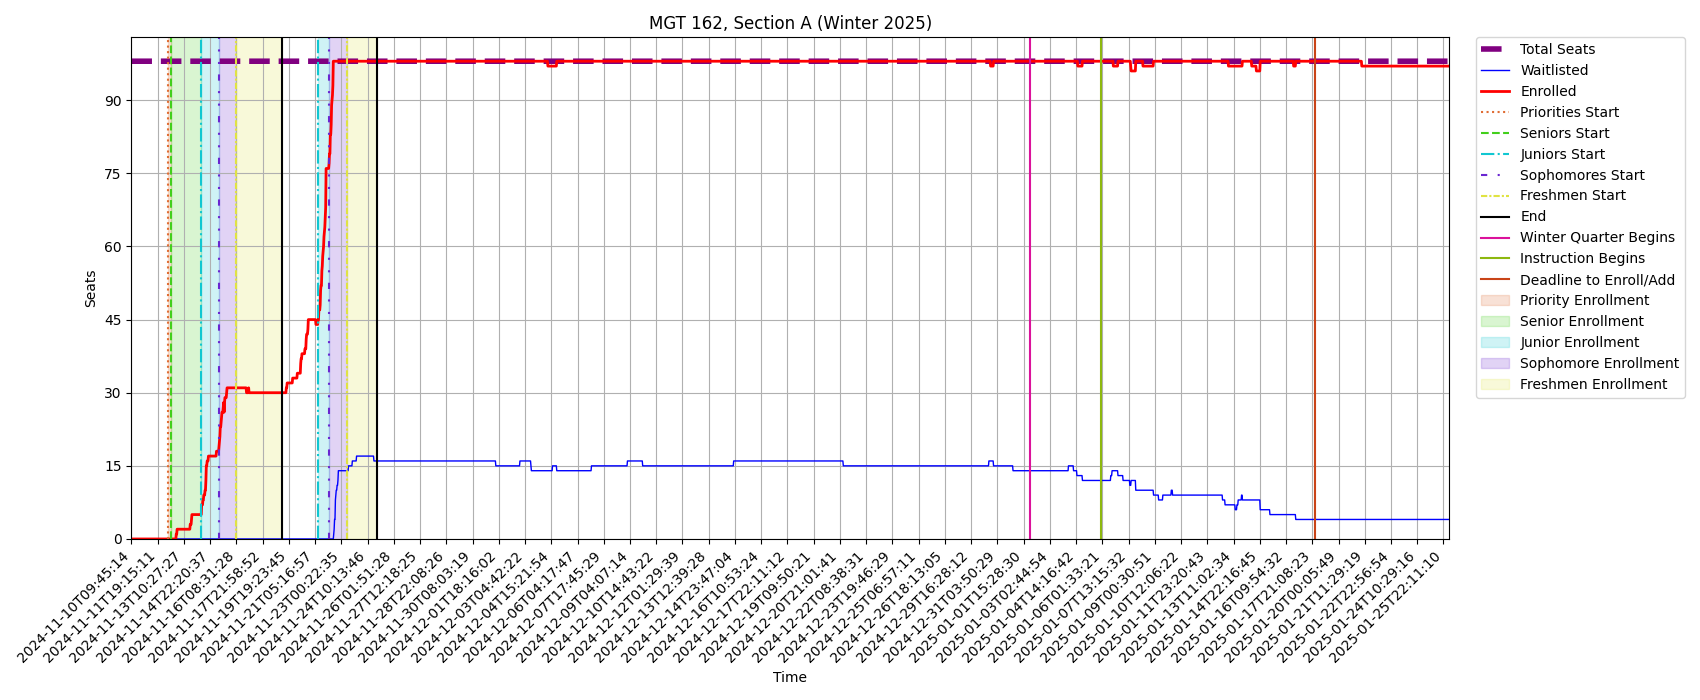 MGT 162, Section A (Winter 2025)
Seats
90
75
60
45
30
15
0
2024-11-10T09:45:14
2024-11-11T19:15:11
2024-11-13T10:27:27
2024-11-14T22:20:37
2024-11-16T08:31:28
2024-11-17T21:58:52
2024-11-19T19:23:45
2024-11-21T05:16:57
2024-11-23T00:22:35
2024-11-24T10:13:46
2024-11-26T01:51:28
2024-11-27T12:18:25
2024-11-28T22:08:26
2024-11-30T08:03:19
2024-12-01T18:16:02
2024-12-03T04:42:22
2024-12-04T15:21:54
2024-12-06T04:17:47
2024-12-07T17:45:29
2024-12-09T04:07:14
2024-12-10T14:43:22
2024-12-12T01:29:39
2024-12-13T12:39:28
2024-12-14T23:47:04
2024-12-16T10:53:24
2024-12-17T22:11:12
2024-12-19T09:50:21
2024-12-20T21:01:41
2024-12-22T08:38:31
2024-12-23T19:46:29
2024-12-25T06:57:11
2024-12-26T18:13:05
2024-12-29T16:28:12
2024-12-31T03:50:29
2025-01-01T15:28:30
2025-01-03T02:44:54
2025-01-04T14:16:42
2025-01-06T01:33:21
2025-01-07T13:15:32
2025-01-09T00:30:51
2025-01-10T12:06:22
2025-01-11T23:20:43
2025-01-13T11:02:34
2025-01-14T22:16:45
2025-01-16T09:54:32
2025-01-17T21:08:23
2025-01-20T00:05:49
2025-01-21T11:29:19
2025-01-22T22:56:54
2025-01-24T10:29:16
2025-01-25T22:11:10
Time
Total Seats
Waitlisted
Enrolled
Priorities Start
Seniors Start
Juniors Start
Sophomores Start
Freshmen Start
End
Winter Quarter Begins
Instruction Begins
Deadline to Enroll/Add
Priority Enrollment
Senior Enrollment
Junior Enrollment
Sophomore Enrollment
Freshmen Enrollment